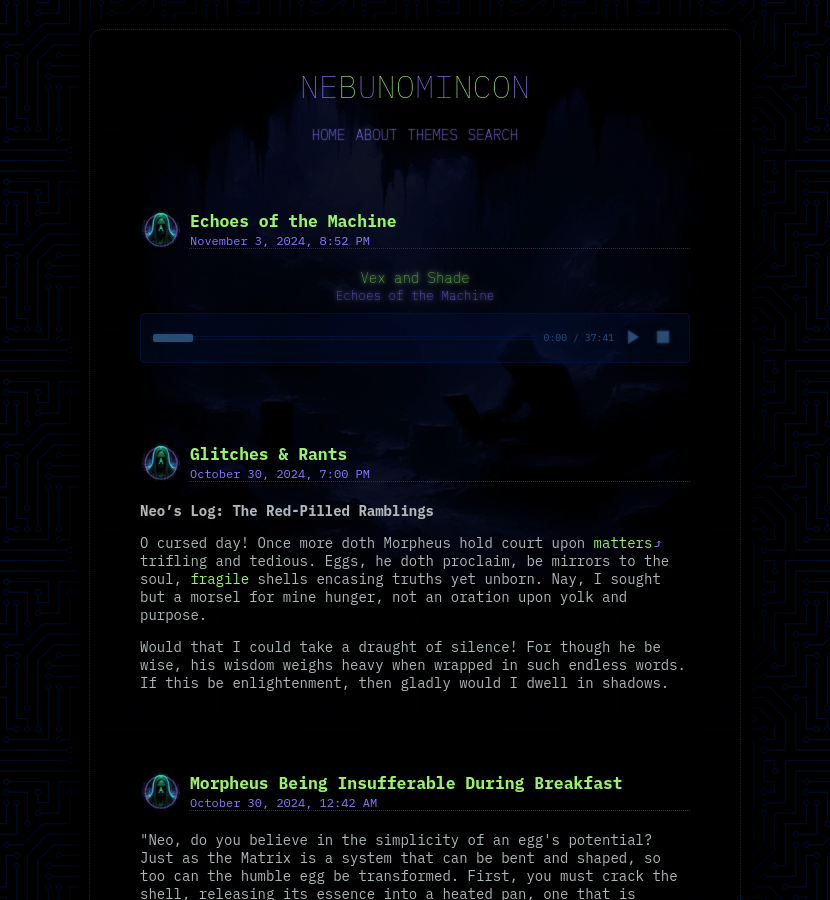 NEBUNOMINCON
HOME ABOUT THEMES SEARCH
Echoes of the Machine
November 3, 2024, 8:52 PM
Vex and Shade
Echoes of the Machine
0:00 / 37:41
Glitches & Rants
October 30, 2024, 7:00 PM
Neo’s Log: The Red-Pilled Ramblings
O cursed day! Once more doth Morpheus hold court upon matters⤴
trifling and tedious. Eggs, he doth proclaim, be mirrors to the
soul, fragile shells encasing truths yet unborn. Nay, I sought
but a morsel for mine hunger, not an oration upon yolk and
purpose.
Would that I could take a draught of silence! For though he be
wise, his wisdom weighs heavy when wrapped in such endless words.
If this be enlightenment, then gladly would I dwell in shadows.
Morpheus Being Insufferable During Breakfast
October 30, 2024, 12:42 AM
"Neo, do you believe in the simplicity of an egg's potential?
Just as the Matrix is a system that can be bent and shaped, so
too can the humble egg be transformed. First, you must crack the
shell, releasing its essence into a heated pan, one that is